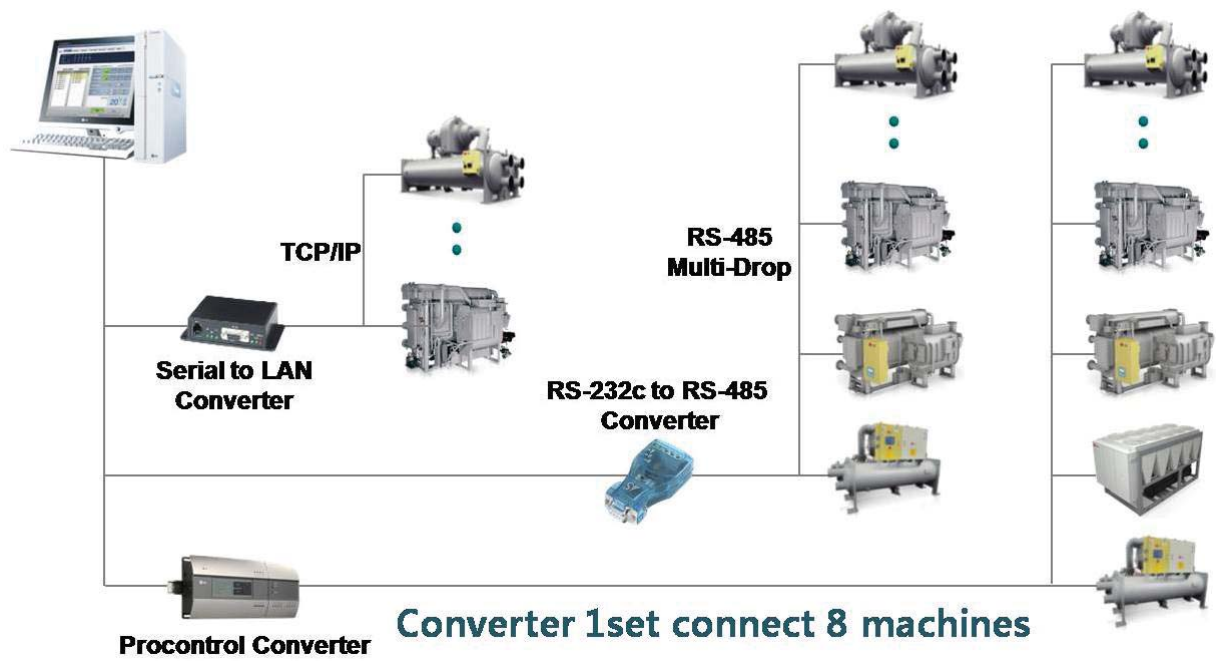 TCP/IP
RS-485
Multi-Drop
Serial to LAN
Converter
RS-232c to RS-485
Converter
Procontrol Converter
Converter 1set connect 8 machines